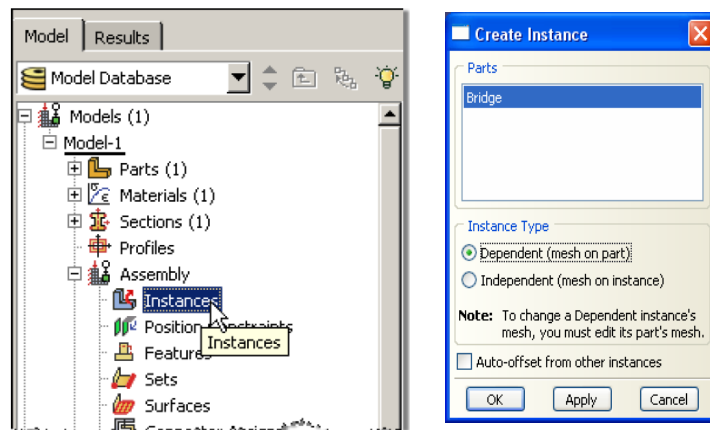 Model Results
Model Database
Models (1)
Model-1
Parts (1)
Materials (1)
Sections (1)
Profiles
Assembly
Instances
Position Constraints
Instances
Features
Sets
Surfaces
Create Instance
Parts
Bridge
Instance Type
Dependent (mesh on part)
Independent (mesh on instance)
Note: To change a Dependent instance's
mesh, you must edit its part's mesh.
Auto-offset from other instances
OK Apply Cancel